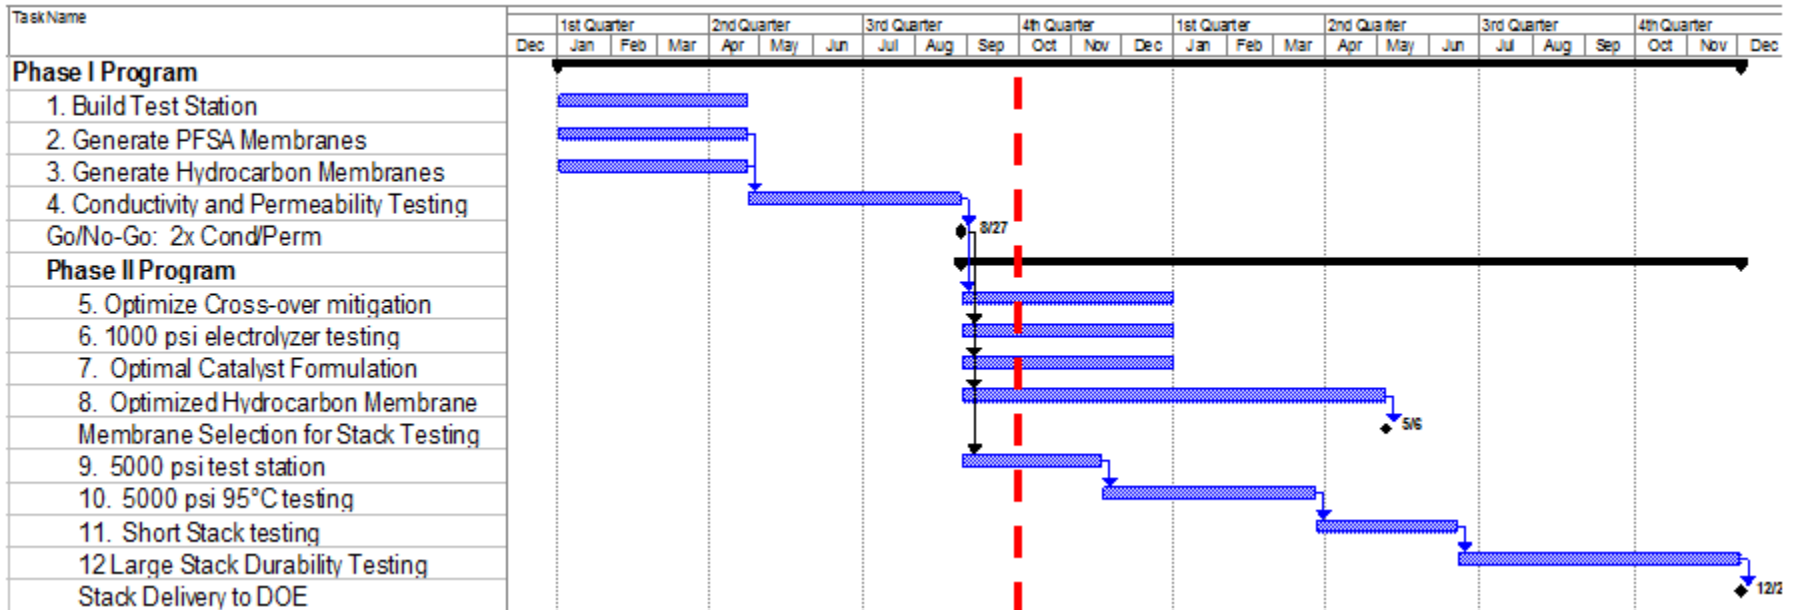 Task Name
1st Quarter 2nd Quarter 3rd Quarter 4th Quarter 1st Quarter 2nd Quarter 3rd Quarter 4th Quarter
Dec Jan Feb Mar Apr May Jun Jul Aug Sep Oct Nov Dec Jan Feb Mar Apr May Jun Jul Aug Sep Oct Nov Dec
Phase I Program
1. Build Test Station
2. Generate PFSA Membranes
3. Generate Hydrocarbon Membranes
4. Conductivity and Permeability Testing
Go/No-Go: 2x Cond/Perm 8/27
Phase II Program
5. Optimize Cross-over mitigation
6. 1000 psi electrolyzer testing
7. Optimal Catalyst Formulation
8. Optimized Hydrocarbon Membrane
Membrane Selection for Stack Testing 5/6
9. 5000 psi test station
10. 5000 psi 95°C testing
11. Short Stack testing
12 Large Stack Durability Testing
Stack Delivery to DOE